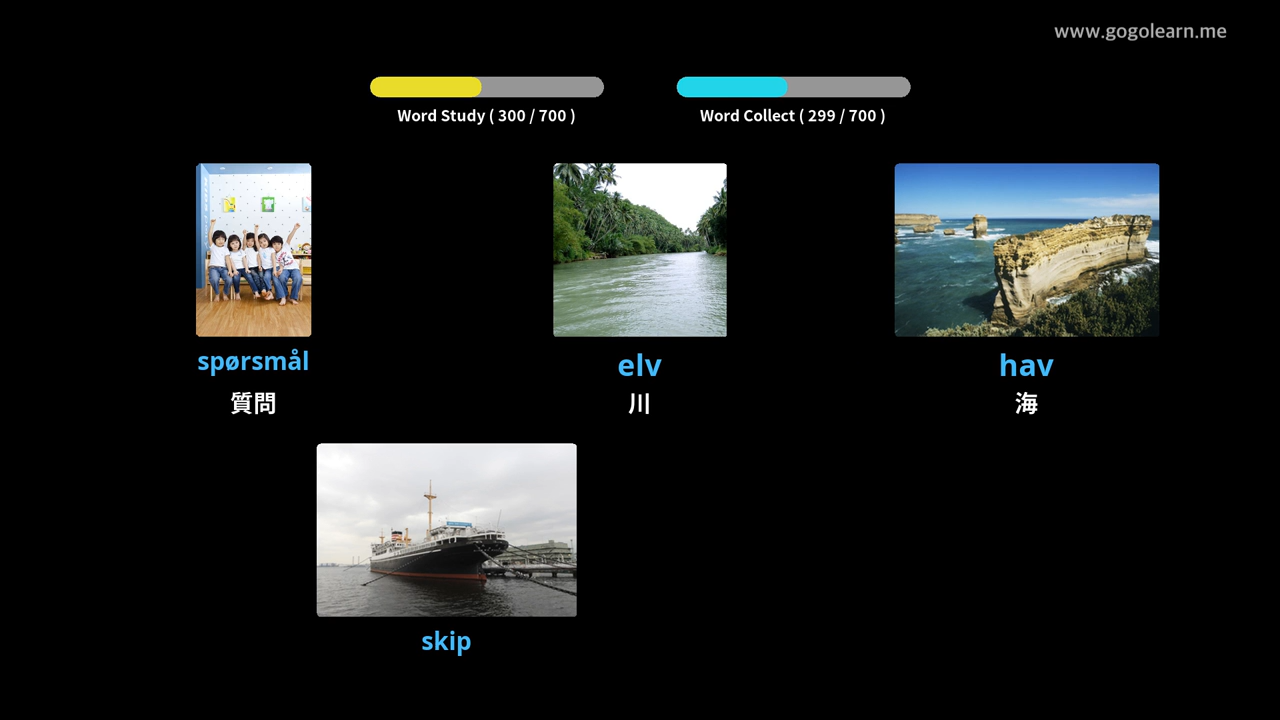 www.gogolearn.me
Word Study ( 300 / 700 )
Word Collect ( 299 / 700 )
spørsmål
質問
elv
川
hav
海
skip